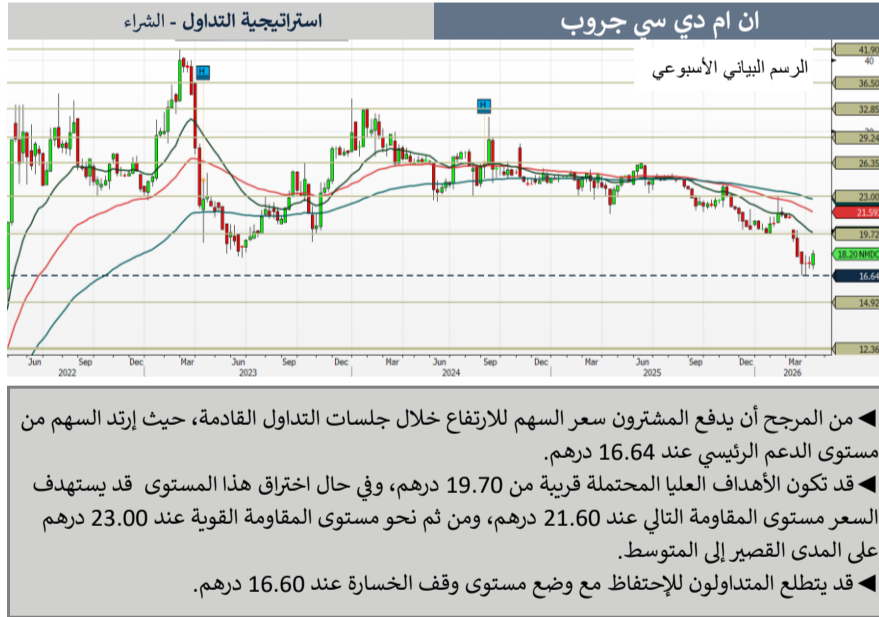 ان ام دي سي جروب
استراتيجية التداول - الشراء
الرسم البياني الأسبوعي
H
H
41.90
40
36.50
32.85
30
29.24
26.35
23.00
21.592
19.72
18.20 NMDC
16.64
14.92
12.36
Jun Sep Dec Mar Jun Sep Dec Mar Jun Sep Dec Mar Jun Sep Dec Mar
2022 2023 2024 2025 2026
◄ من المرجح أن يدفع المشترون سعر السهم للارتفاع خلال جلسات التداول القادمة، حيث إرتد السهم من
مستوى الدعم الرئيسي عند 16.64 درهم.
◄ قد تكون الأهداف العليا المحتملة قريبة من 19.70 درهم، وفي حال اختراق هذا المستوى قد يستهدف
السعر مستوى المقاومة التالي عند 21.60 درهم، ومن ثم نحو مستوى المقاومة القوية عند 23.00 درهم
على المدى القصير إلى المتوسط.
◄ قد يتطلع المتداولون للإحتفاظ مع وضع مستوى وقف الخسارة عند 16.60 درهم.